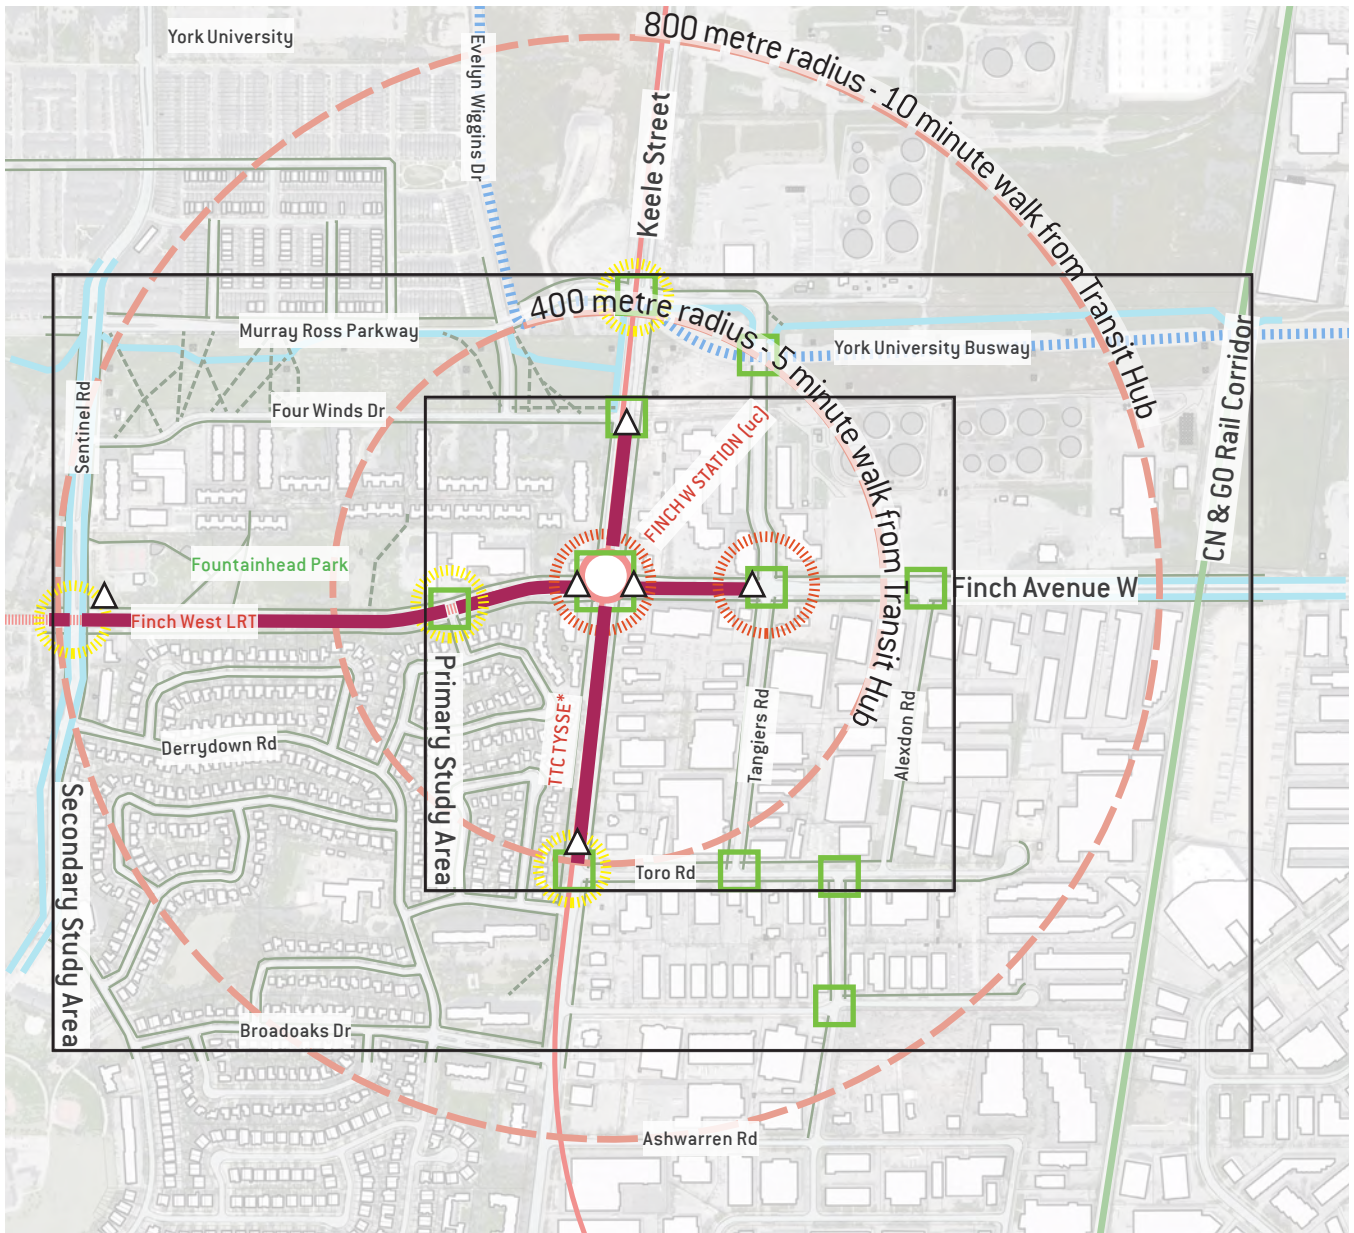 York University
Evelyn Wiggins Dr
Keele Street
800 metre radius - 10 minute walk from Transit Hub
400 metre radius - 5 minute walk from Transit Hub
Murray Ross Parkway
York University Busway
Sentinel Rd
Four Winds Dr
CN & GO Rail Corridor
FINCH W STATION (uc)
Fountainhead Park
Finch Avenue W
Finch West LRT
Primary Study Area
TTC TYSSE*
Tangiers Rd
Alexdon Rd
Derrydown Rd
Secondary Study Area
Toro Rd
Broadoaks Dr
Ashwarren Rd